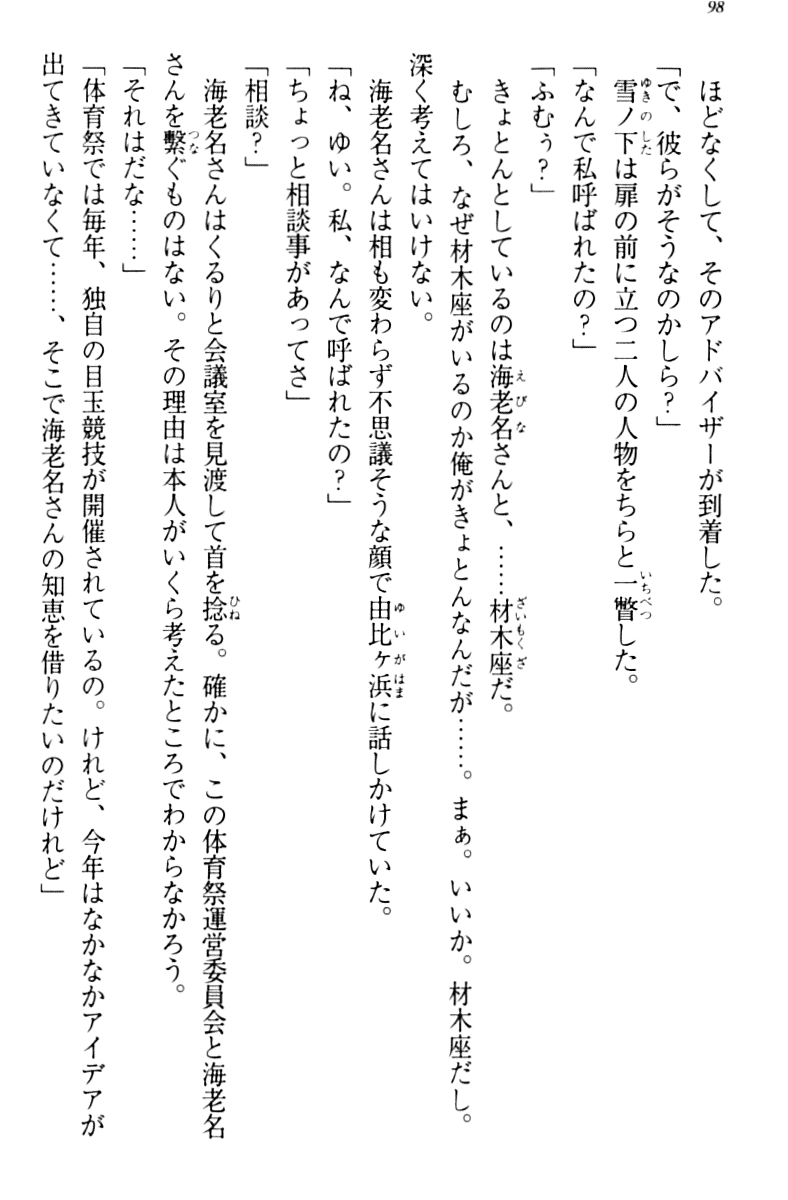 98
ほどなくして、そのアドバイザーが到着した。
「で、彼らがそうなのかしら？」
雪ノ下は扉の前に立つ二人の人物をちらと一瞥した。
「なんで私呼ばれたの？」
「ふむぅ？」
きょとんとしているのは海老名さんと、……材木座だ。
むしろ、なぜ材木座がいるのか俺がきょとんなんだが……。まぁ。いいか。材木座だし。
深く考えてはいけない。
海老名さんは相も変わらず不思議そうな顔で由比ヶ浜に話しかけていた。
「ね、ゆい。私、なんで呼ばれたの？」
「ちょっと相談事があってさ」
「相談？」
海老名さんはくるりと会議室を見渡して首を捻る。確かに、この体育祭運営委員会と海老名
さんを繋ぐものはない。その理由は本人がいくら考えたところでわからなかろう。
「それはだな……」
「体育祭では毎年、独自の目玉競技が開催されているの。けれど、今年はなかなかアイデアが
出てきていなくて……、そこで海老名さんの知恵を借りたいのだけれど」